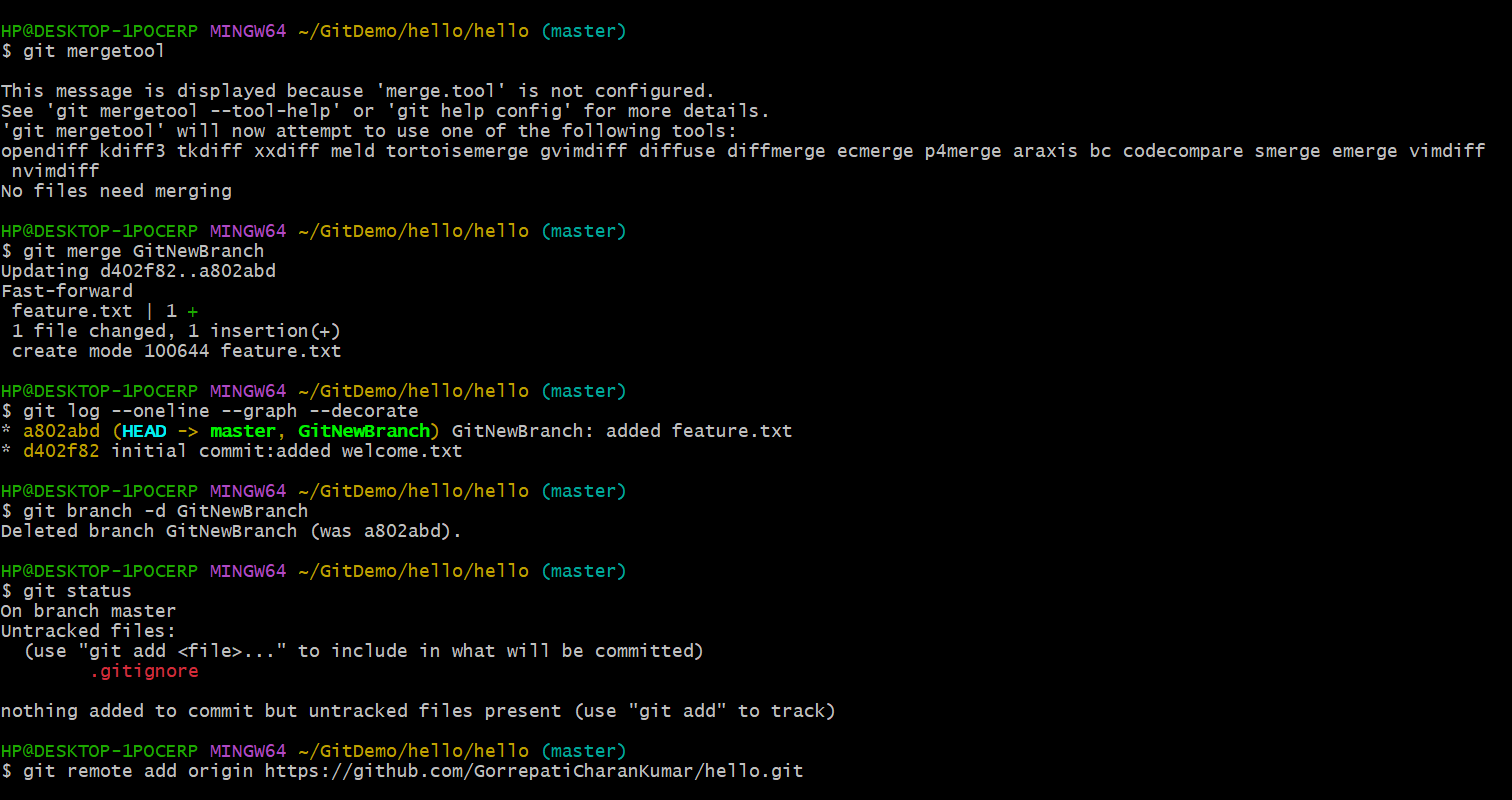 HP@DESKTOP-1POCERP MINGW64 ~/GitDemo/hello/hello (master)
$ git mergetool
This message is displayed because 'merge.tool' is not configured.
See 'git mergetool --tool-help' or 'git help config' for more details.
'git mergetool' will now attempt to use one of the following tools:
opendiff kdiff3 tkdiff xxdiff meld tortoisemerge gvimdiff diffuse diffmerge ecmerge p4merge araxis bc codecompare smerge emerge vimdiff
nvimdiff
No files need merging
HP@DESKTOP-1POCERP MINGW64 ~/GitDemo/hello/hello (master)
$ git merge GitNewBranch
Updating d402f82..a802abd
Fast-forward
feature.txt | 1 +
1 file changed, 1 insertion(+)
create mode 100644 feature.txt
HP@DESKTOP-1POCERP MINGW64 ~/GitDemo/hello/hello (master)
$ git log --oneline --graph --decorate
* a802abd (HEAD -> master, GitNewBranch) GitNewBranch: added feature.txt
* d402f82 initial commit:added welcome.txt
HP@DESKTOP-1POCERP MINGW64 ~/GitDemo/hello/hello (master)
$ git branch -d GitNewBranch
Deleted branch GitNewBranch (was a802abd).
HP@DESKTOP-1POCERP MINGW64 ~/GitDemo/hello/hello (master)
$ git status
On branch master
Untracked files:
(use "git add <file>..." to include in what will be committed)
.gitignore
nothing added to commit but untracked files present (use "git add" to track)
HP@DESKTOP-1POCERP MINGW64 ~/GitDemo/hello/hello (master)
$ git remote add origin https://github.com/GorrepatiCharanKumar/hello.git